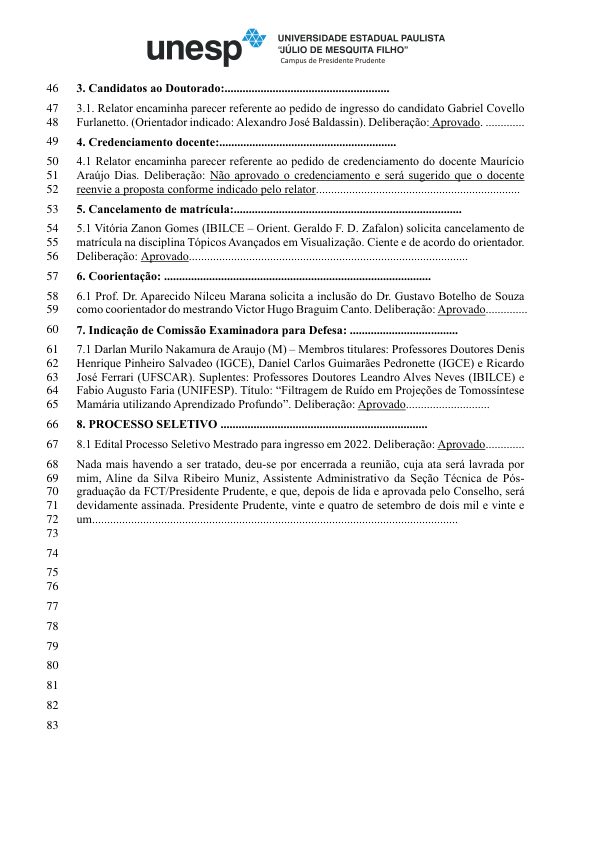 unesp
UNIVERSIDADE ESTADUAL PAULISTA
“JÚLIO DE MESQUITA FILHO”
Campus de Presidente Prudente
46 3. Candidatos ao Doutorado:.......................................................
47 3.1. Relator encaminha parecer referente ao pedido de ingresso do candidato Gabriel Covello
48 Furlanetto. (Orientador indicado: Alexandro José Baldassin). Deliberação: Aprovado. .............
49 4. Credenciamento docente:...........................................................
50 4.1 Relator encaminha parecer referente ao pedido de credenciamento do docente Maurício
51 Araújo Dias. Deliberação: Não aprovado o credenciamento e será sugerido que o docente
52 reenvie a proposta conforme indicado pelo relator....................................................................
53 5. Cancelamento de matrícula:............................................................................
54 5.1 Vitória Zanon Gomes (IBILCE – Orient. Geraldo F. D. Zafalon) solicita cancelamento de
55 matrícula na disciplina Tópicos Avançados em Visualização. Ciente e de acordo do orientador.
56 Deliberação: Aprovado.............................................................................................
57 6. Coorientação: .........................................................................................
58 6.1 Prof. Dr. Aparecido Nilceu Marana solicita a inclusão do Dr. Gustavo Botelho de Souza
59 como coorientador do mestrando Victor Hugo Braguim Canto. Deliberação: Aprovado..............
60 7. Indicação de Comissão Examinadora para Defesa: ....................................
61 7.1 Darlan Murilo Nakamura de Araujo (M) – Membros titulares: Professores Doutores Denis
62 Henrique Pinheiro Salvadeo (IGCE), Daniel Carlos Guimarães Pedronette (IGCE) e Ricardo
63 José Ferrari (UFSCAR). Suplentes: Professores Doutores Leandro Alves Neves (IBILCE) e
64 Fabio Augusto Faria (UNIFESP). Título: “Filtragem de Ruído em Projeções de Tomossíntese
65 Mamária utilizando Aprendizado Profundo”. Deliberação: Aprovado............................
66 8. PROCESSO SELETIVO .....................................................................
67 8.1 Edital Processo Seletivo Mestrado para ingresso em 2022. Deliberação: Aprovado.............
68 Nada mais havendo a ser tratado, deu-se por encerrada a reunião, cuja ata será lavrada por
69 mim, Aline da Silva Ribeiro Muniz, Assistente Administrativo da Seção Técnica de Pós-
70 graduação da FCT/Presidente Prudente, e que, depois de lida e aprovada pelo Conselho, será
71 devidamente assinada. Presidente Prudente, vinte e quatro de setembro de dois mil e vinte e
72 um..........................................................................................................................
73
74
75
76
77
78
79
80
81
82
83